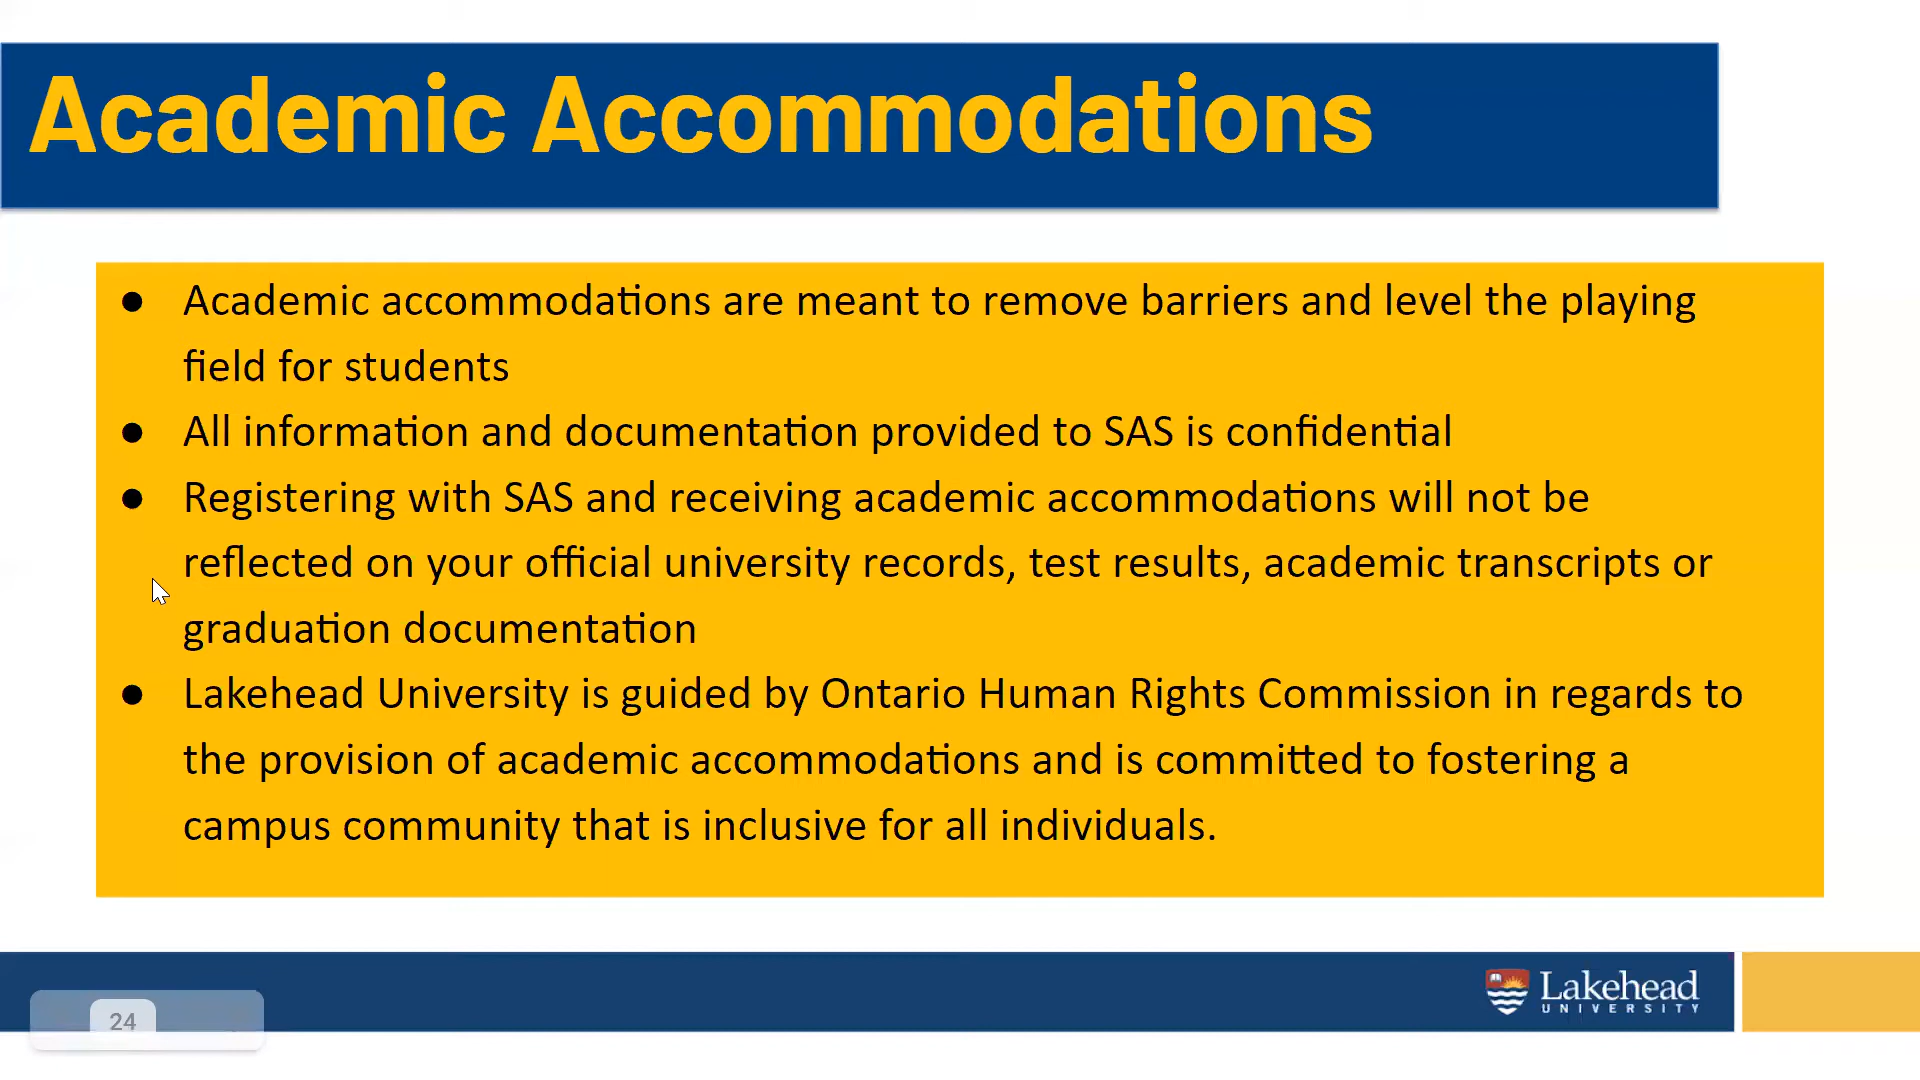 Academic Accommodations
● Academic accommodations are meant to remove barriers and level the playing
field for students
● All information and documentation provided to SAS is confidential
● Registering with SAS and receiving academic accommodations will not be
reflected on your official university records, test results, academic transcripts or
graduation documentation
● Lakehead University is guided by Ontario Human Rights Commission in regards to
the provision of academic accommodations and is committed to fostering a
campus community that is inclusive for all individuals.
Lakehead
UNIVERSITY
24